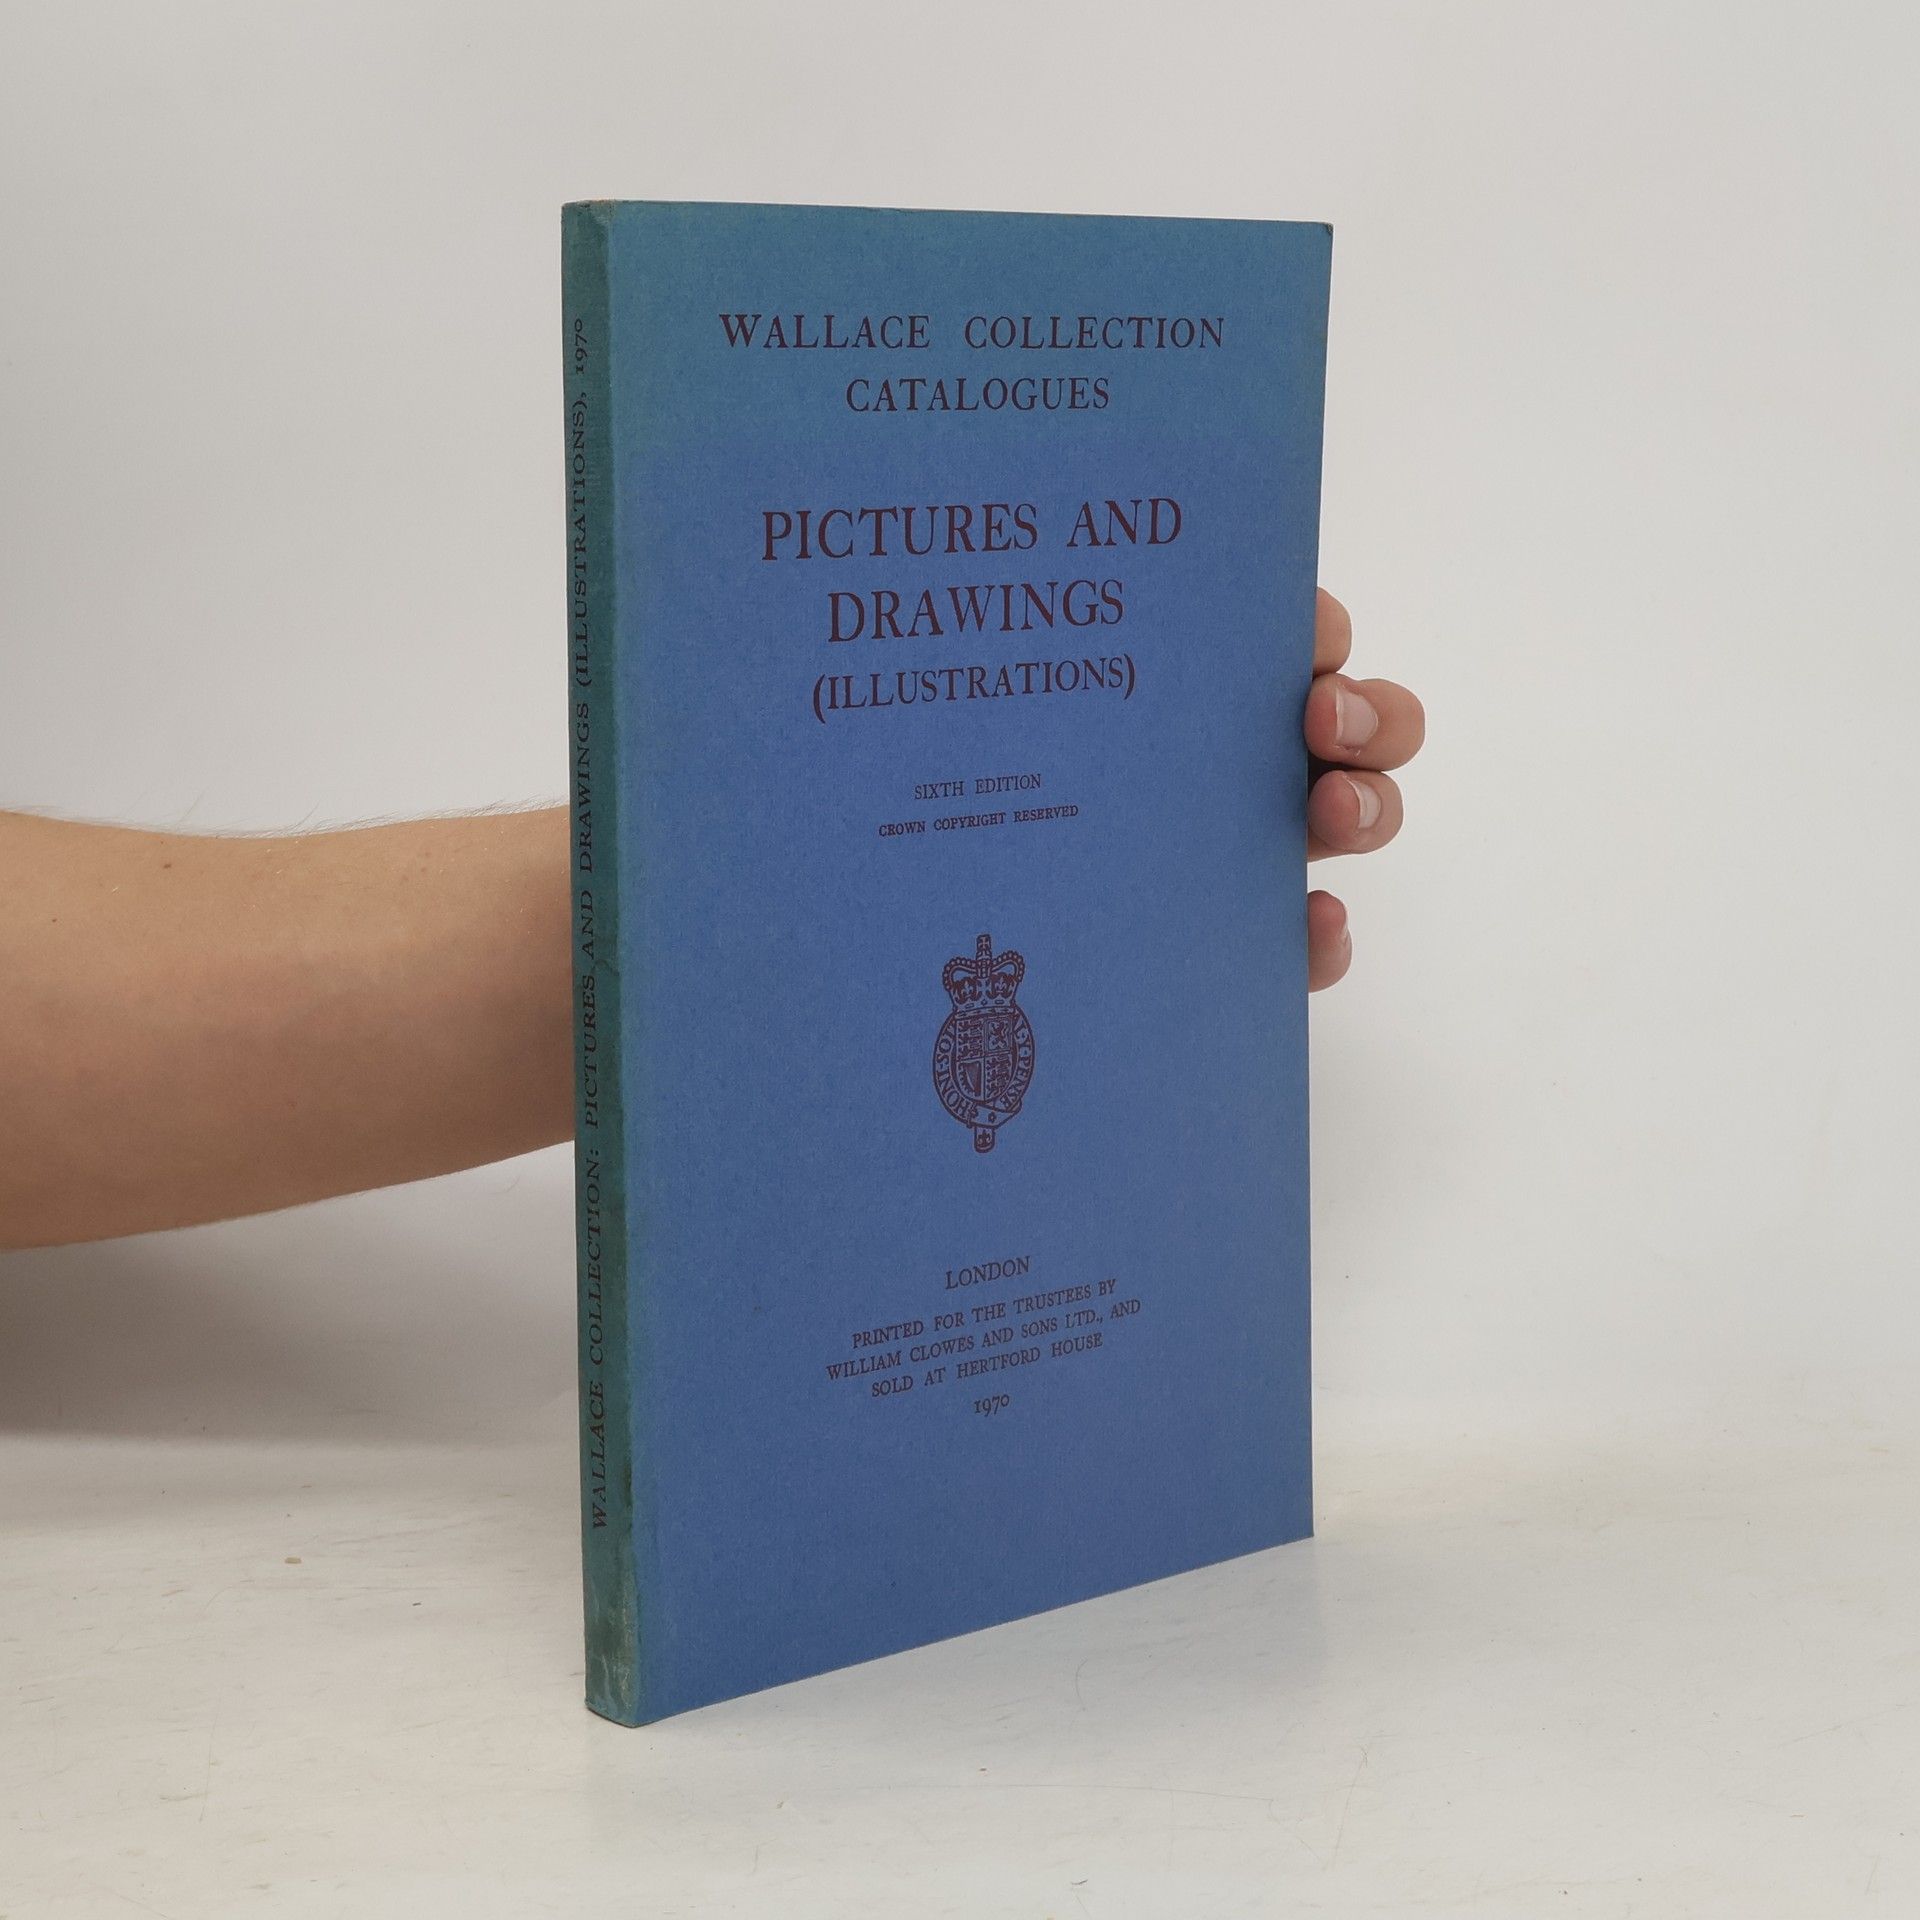 WALLACE COLLECTION: PICTURES AND DRAWINGS (ILLUSTRATIONS), 1970
WALLACE COLLECTION
CATALOGUES
PICTURES AND
DRAWINGS
(ILLUSTRATIONS)
SIXTH EDITION
CROWN COPYRIGHT RESERVED
HONI·SOIT
MAL·Y·PENSE
LONDON
PRINTED FOR THE TRUSTEES BY
WILLIAM CLOWES AND SONS LTD., AND
SOLD AT HERTFORD HOUSE
1970